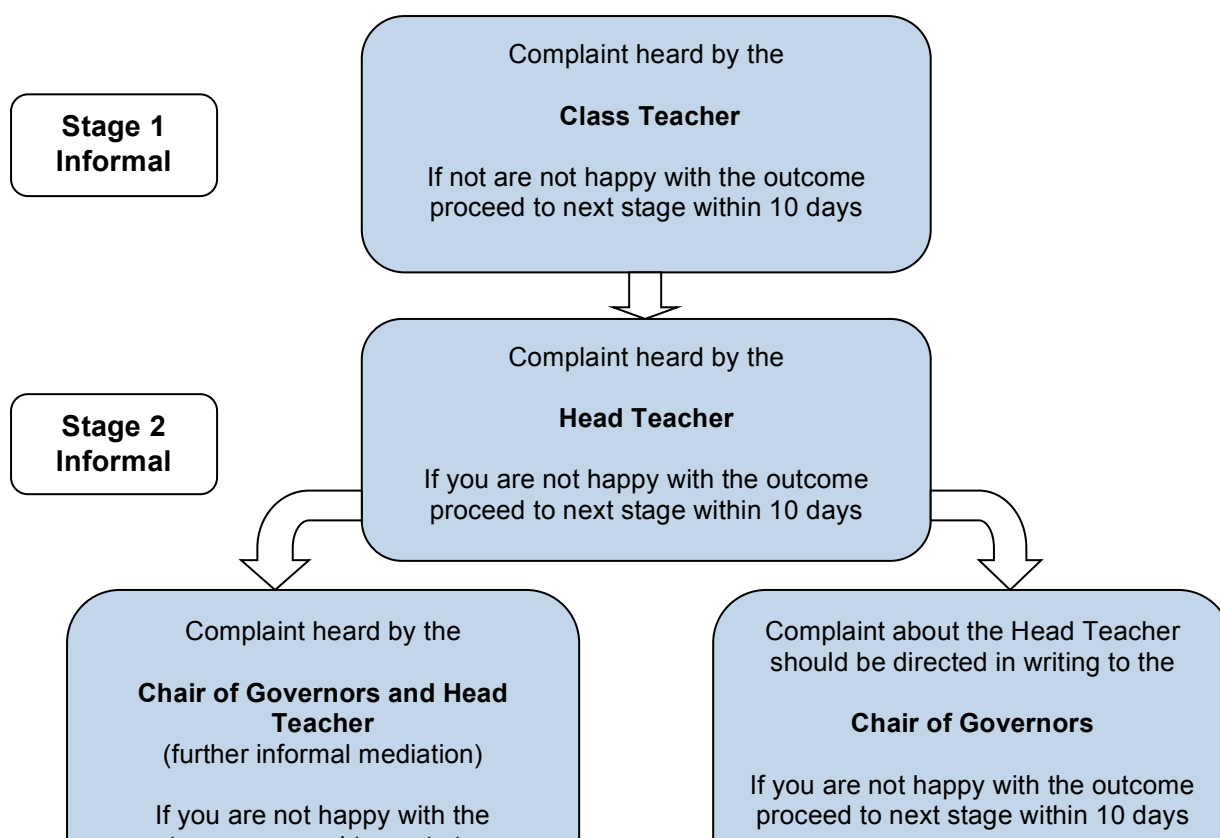 Complaint heard by the
Class Teacher
If not are not happy with the outcome
proceed to next stage within 10 days
Stage 1
Informal
Complaint heard by the
Head Teacher
If you are not happy with the outcome
proceed to next stage within 10 days
Stage 2
Informal
Complaint heard by the
Chair of Governors and Head
Teacher
(further informal mediation)
If you are not happy with the
Complaint about the Head Teacher
should be directed in writing to the
Chair of Governors
If you are not happy with the outcome
proceed to next stage within 10 days